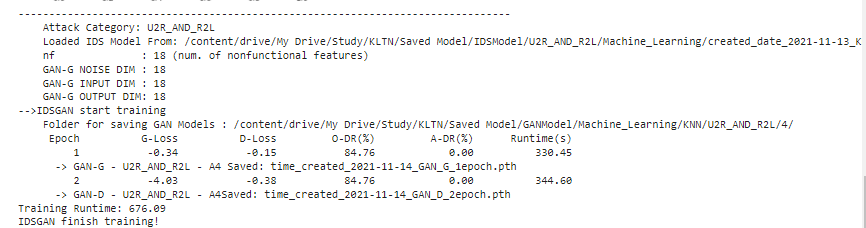 --------------------------------------------------------------------------
Attack Category: U2R_AND_R2L
Loaded IDS Model From: /content/drive/My Drive/Study/KLTN/Saved Model/IDSModel/U2R_AND_R2L/Machine_Learning/created_date_2021-11-13_K
nf : 18 (num. of nonfunctional features)
GAN-G NOISE DIM : 18
GAN-G INPUT DIM : 18
GAN-G OUTPUT DIM: 18
-->IDSGAN start training
Folder for saving GAN Models : /content/drive/My Drive/Study/KLTN/Saved Model/GANModel/Machine_Learning/KNN/U2R_AND_R2L/4/
Epoch G-Loss D-Loss O-DR(%) A-DR(%) Runtime(s)
1 -0.34 -0.15 84.76 0.00 330.45
-> GAN-G - U2R_AND_R2L - A4 Saved: time_created_2021-11-14_GAN_G_1epoch.pth
2 -4.03 -0.38 84.76 0.00 344.60
-> GAN-D - U2R_AND_R2L - A4Saved: time_created_2021-11-14_GAN_D_2epoch.pth
Training Runtime: 676.09
IDSGAN finish training!